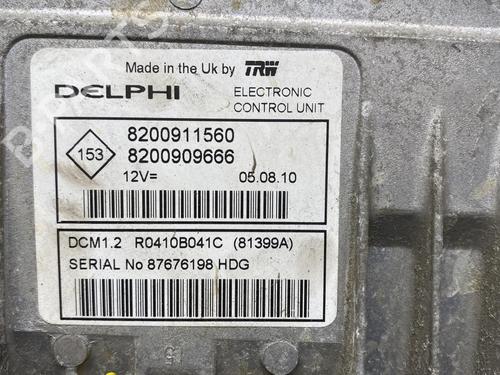 Made in the Uk by TRW
DELPHI ELECTRONIC
CONTROL UNIT
153
8200911560
8200909666
12V= 05.08.10
DCM1.2 R0410B041C (81399A)
SERIAL No 87676198 HDG